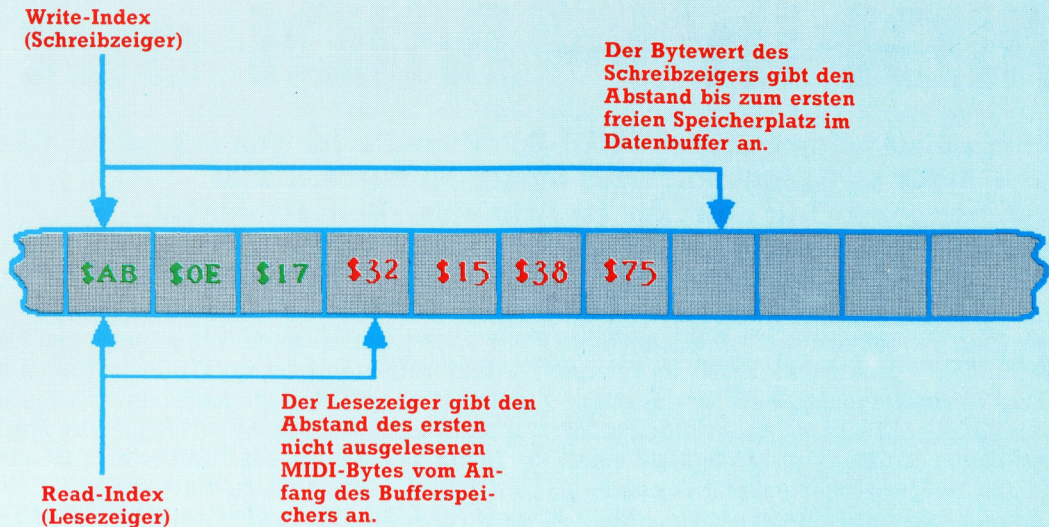 Write-Index
(Schreibzeiger)
Der Bytewert des
Schreibzeigers gibt den
Abstand bis zum ersten
freien Speicherplatz im
Datenbuffer an.
$AB $0E $17 $32 $15 $38 $75
Der Lesezeiger gibt den
Abstand des ersten
nicht ausgelesenen
MIDI-Bytes vom An-
fang des Bufferspei-
chers an.
Read-Index
(Lesezeiger)